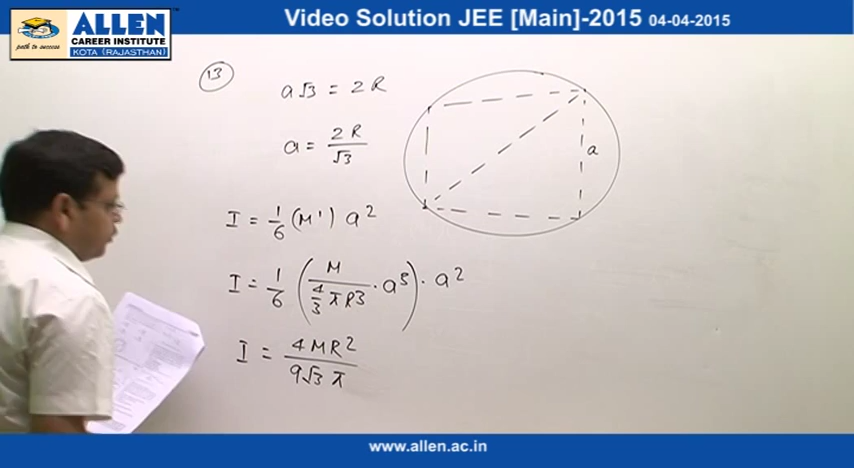 ALLEN
CAREER INSTITUTE
KOTA (RAJASTHAN)
path to success
Video Solution JEE [Main]-2015 04-04-2015
13
a√3 = 2R
a = 2R/√3
a
I = 1/6 (M') a²
I = 1/6 (M/(4/3 πR³) · a³) · a²
I = 4MR²/(9√3 π)
www.allen.ac.in